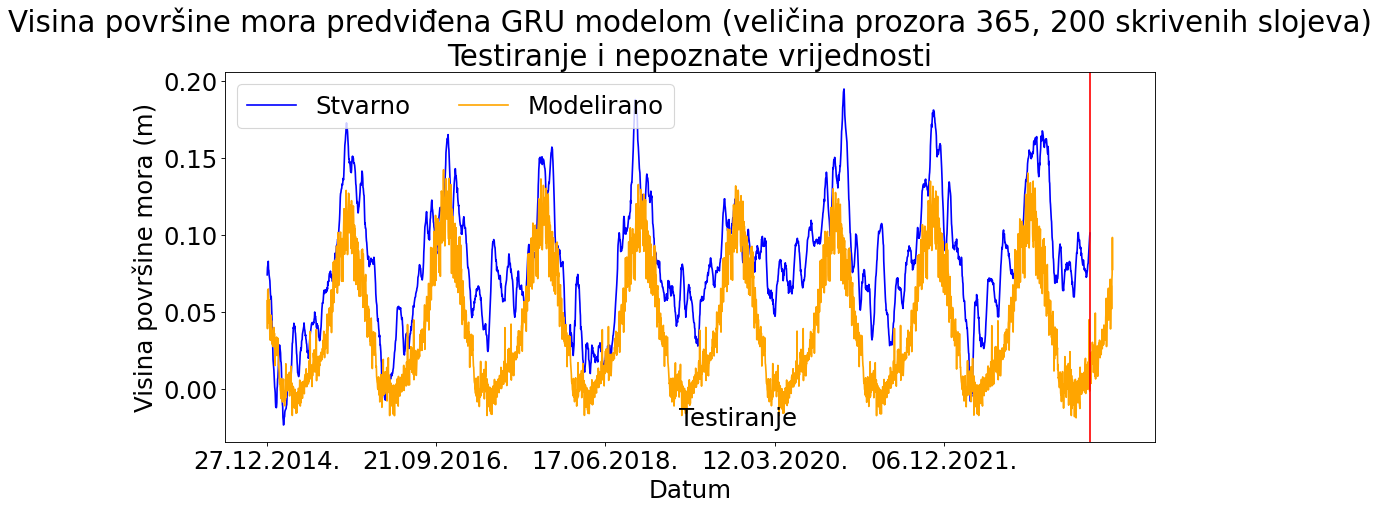 Visina površine mora predviđena GRU modelom (veličina prozora 365, 200 skrivenih slojeva)
Testiranje i nepoznate vrijednosti
Stvarno
Modelirano
Visina površine mora (m)
0.20
0.15
0.10
0.05
0.00
Testiranje
27.12.2014.
21.09.2016.
17.06.2018.
12.03.2020.
06.12.2021.
Datum